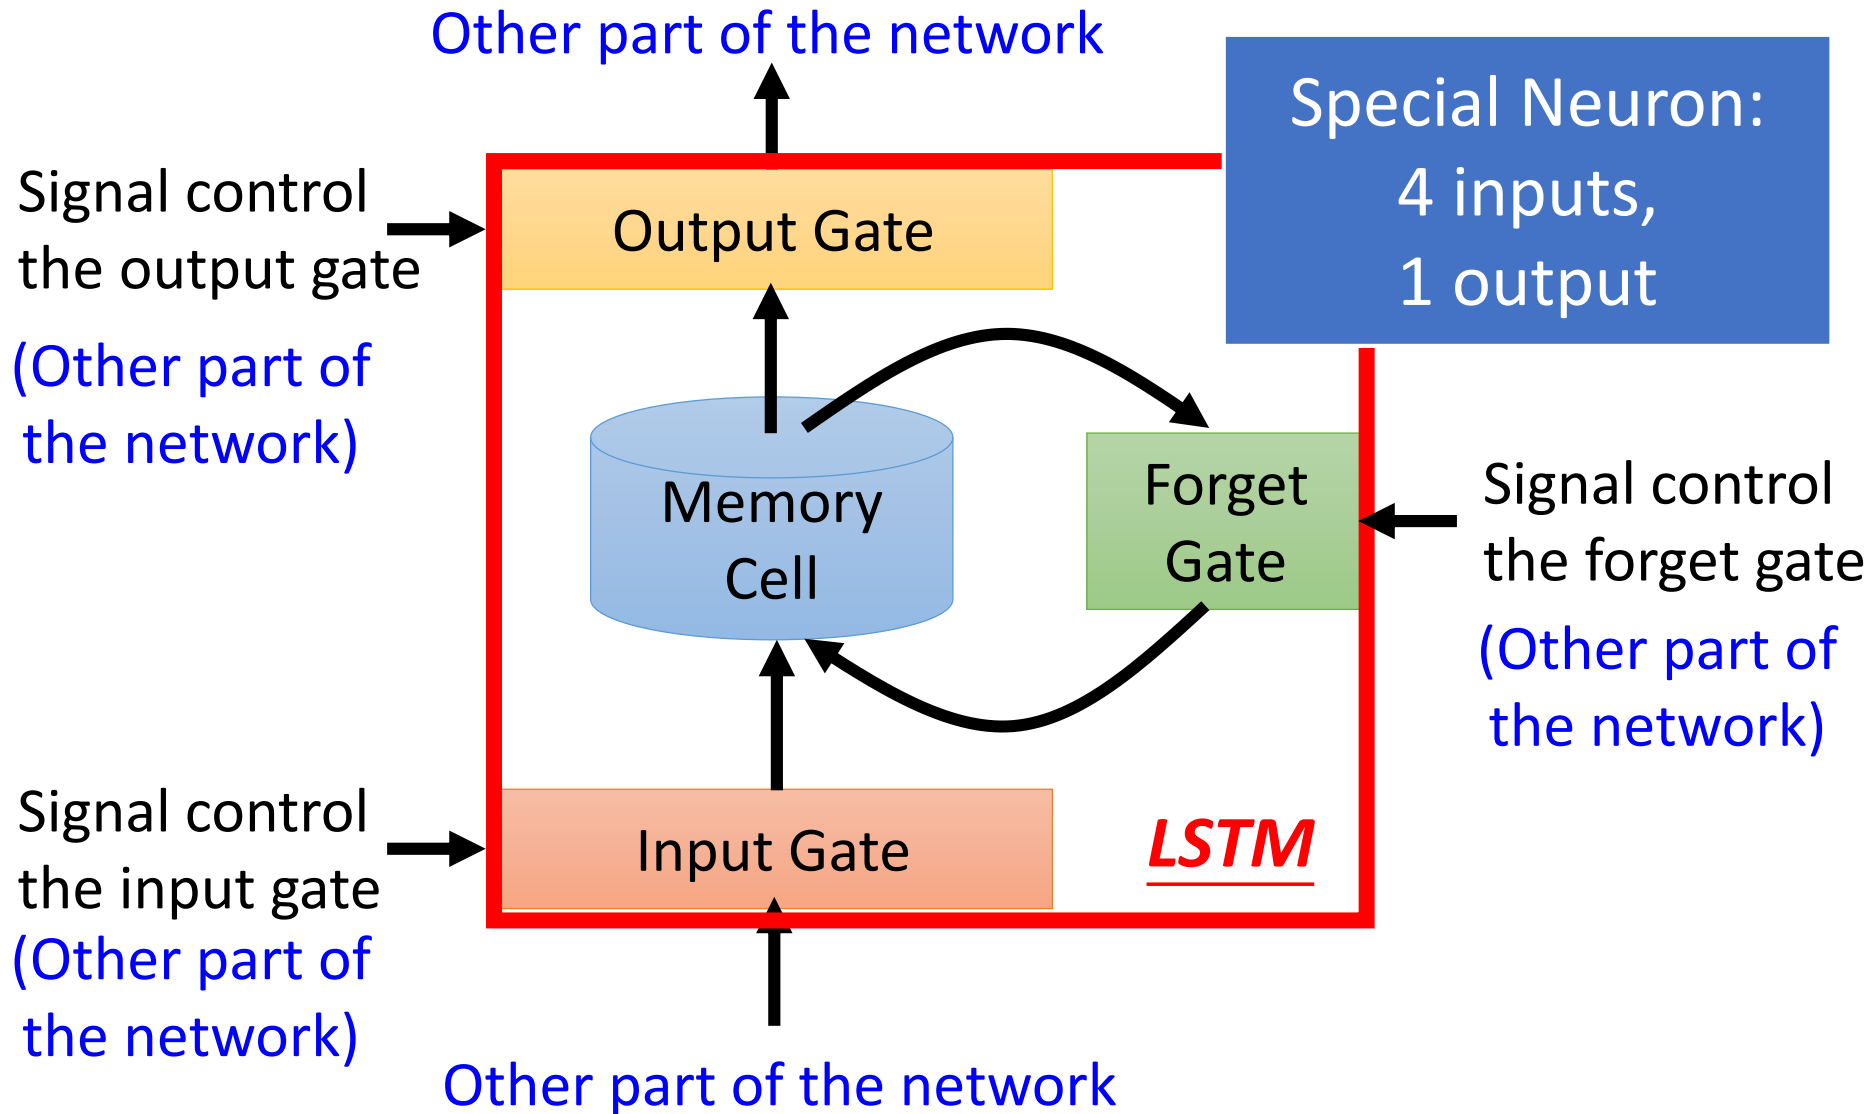 Other part of the network
Special Neuron:
4 inputs,
1 output
Signal control
the output gate
(Other part of
the network)
Output Gate
Memory
Cell
Forget
Gate
Signal control
the forget gate
(Other part of
the network)
Signal control
the input gate
(Other part of
the network)
Input Gate
LSTM
Other part of the network